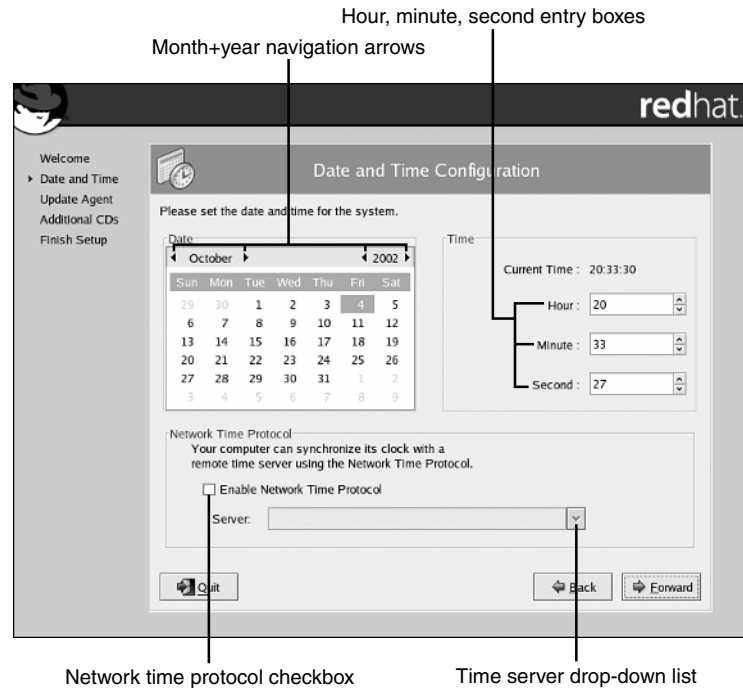 Hour, minute, second entry boxes
Month+year navigation arrows
redhat.
Welcome
Date and Time
Update Agent
Additional CDs
Finish Setup
Date and Time Configuration
Please set the date and time for the system.
Date
October 2002
Sun Mon Tue Wed Thu Fri Sat
29 30 1 2 3 4 5
6 7 8 9 10 11 12
13 14 15 16 17 18 19
20 21 22 23 24 25 26
27 28 29 30 31 1 2
3 4 5 6 7 8 9
Time
Current Time : 20:33:30
Hour : 20
Minute : 33
Second : 27
Network Time Protocol
Your computer can synchronize its clock with a
remote time server using the Network Time Protocol.
Enable Network Time Protocol
Server:
Quit
Back
Forward
Network time protocol checkbox
Time server drop-down list